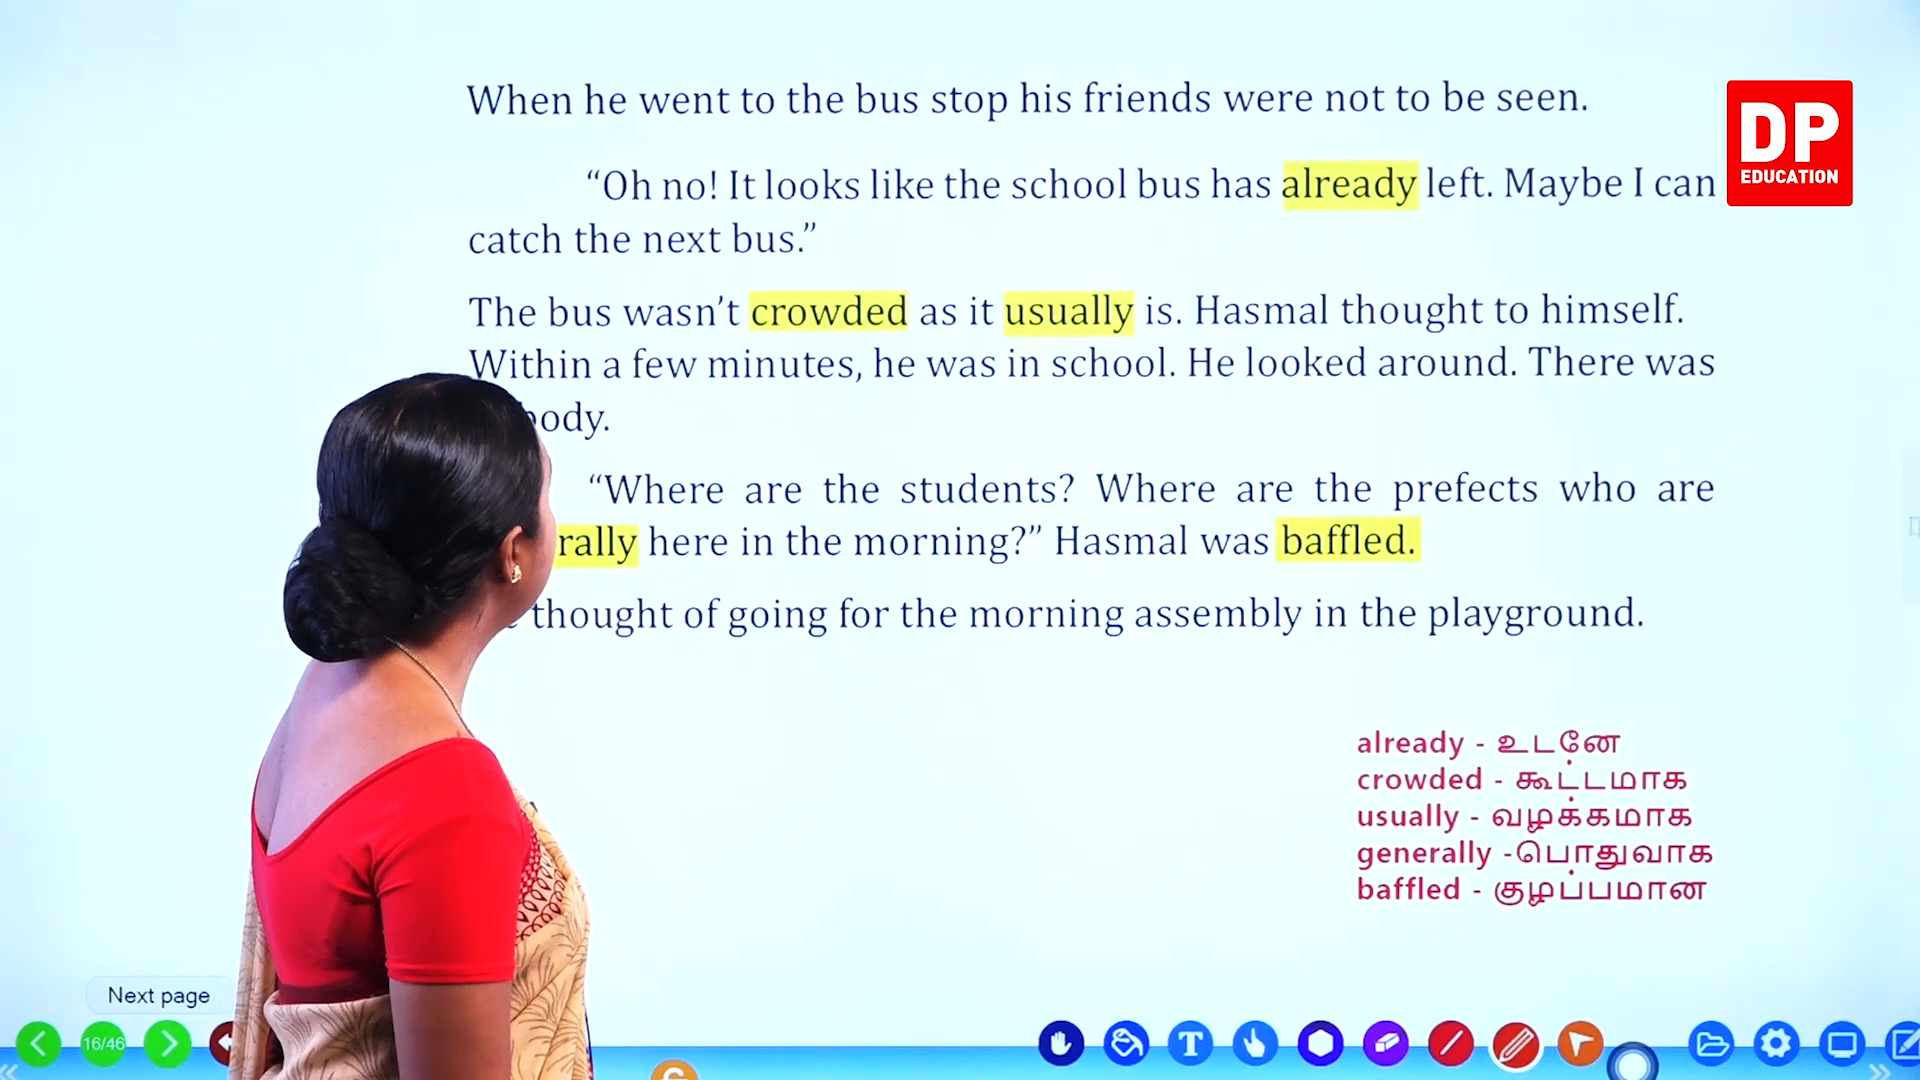 When he went to the bus stop his friends were not to be seen.
DP
EDUCATION
“Oh no! It looks like the school bus has already left. Maybe I can
catch the next bus.”
The bus wasn’t crowded as it usually is. Hasmal thought to himself.
Within a few minutes, he was in school. He looked around. There was
body.
“Where are the students? Where are the prefects who are
rally here in the morning?” Hasmal was baffled.
thought of going for the morning assembly in the playground.
already - உடனே
crowded - கூட்டமாக
usually - வழக்கமாக
generally -பொதுவாக
baffled - குழப்பமான
Next page
16/46
T